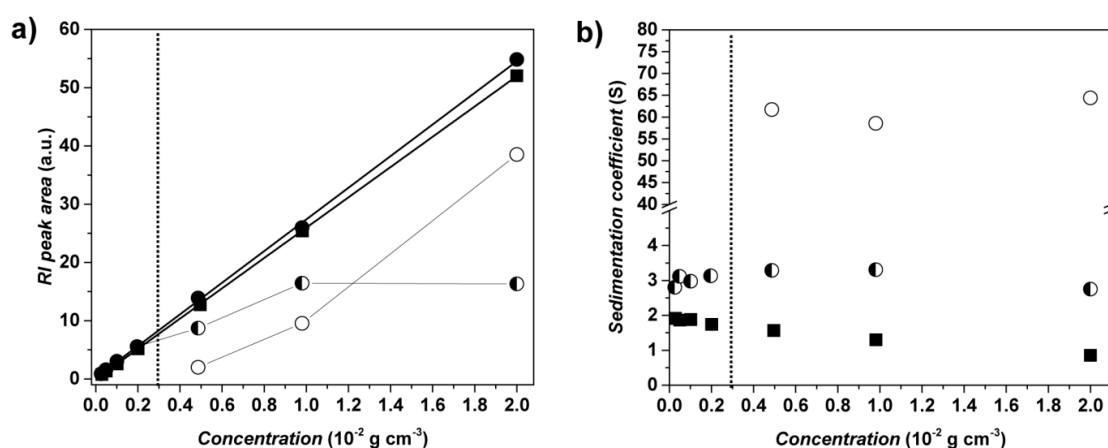 a)
RI peak area (a.u.)
60
50
40
30
20
10
0
0.0 0.2 0.4 0.6 0.8 1.0 1.2 1.4 1.6 1.8 2.0
Concentration (10⁻² g cm⁻³)
b)
Sedimentation coefficient (S)
80
75
70
65
60
55
50
45
40
4
3
2
1
0
0.0 0.2 0.4 0.6 0.8 1.0 1.2 1.4 1.6 1.8 2.0
Concentration (10⁻² g cm⁻³)